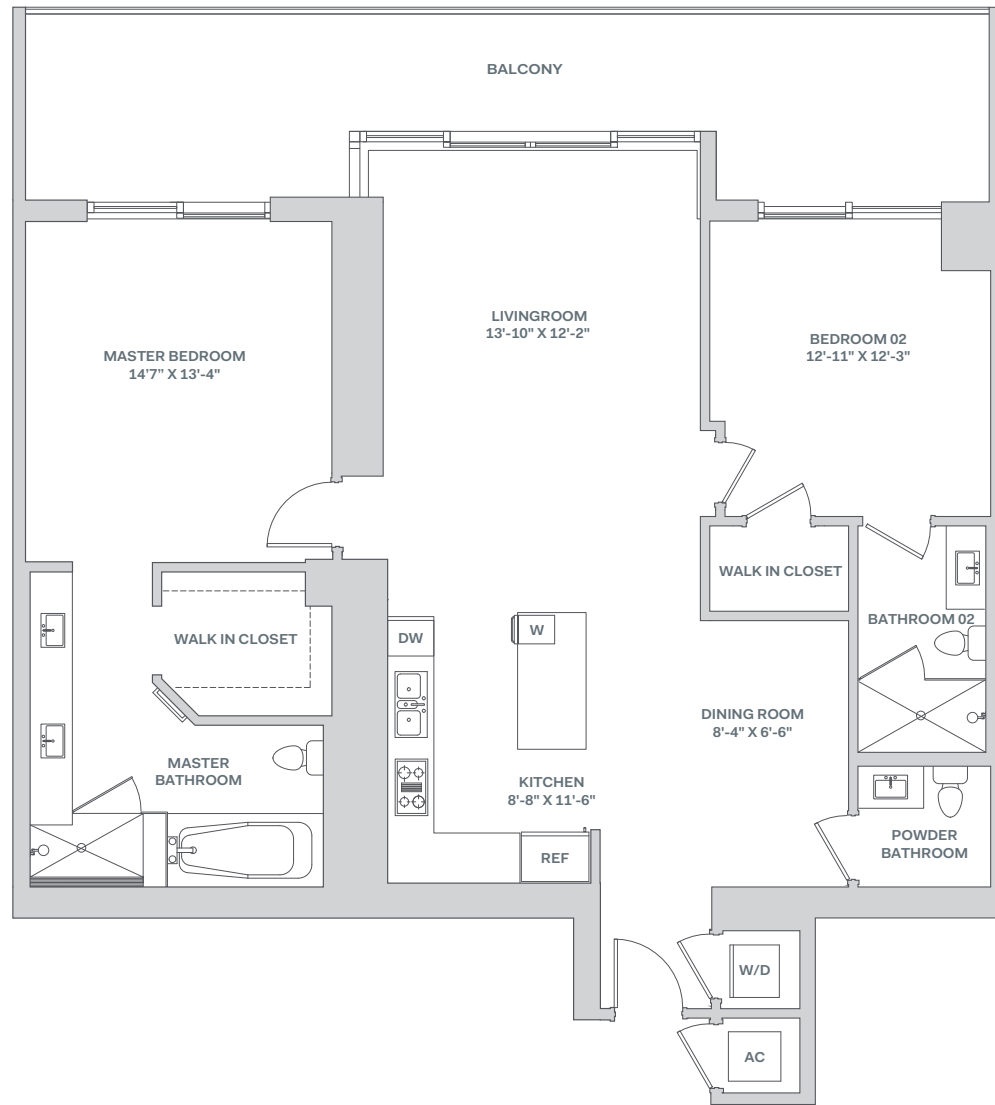 BALCONY
LIVINGROOM
13'-10" X 12'-2"
BEDROOM 02
12'-11" X 12'-3"
MASTER BEDROOM
14’7” X 13'-4"
WALK IN CLOSET
BATHROOM 02
WALK IN CLOSET
DW
W
DINING ROOM
8'-4" X 6'-6"
MASTER
BATHROOM
KITCHEN
8'-8" X 11'-6"
POWDER
BATHROOM
REF
W/D
AC